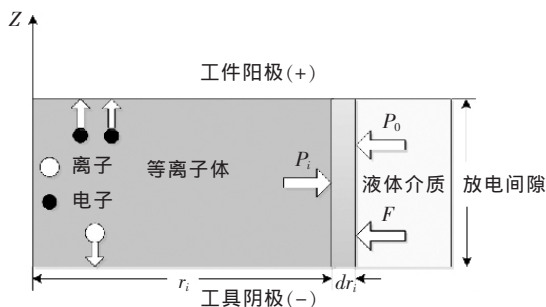 Z
工件阳极(+)
P₀
离子
等离子体
Pᵢ
液体介质
放电间隙
电子
F
rᵢ
drᵢ
工具阴极(−)